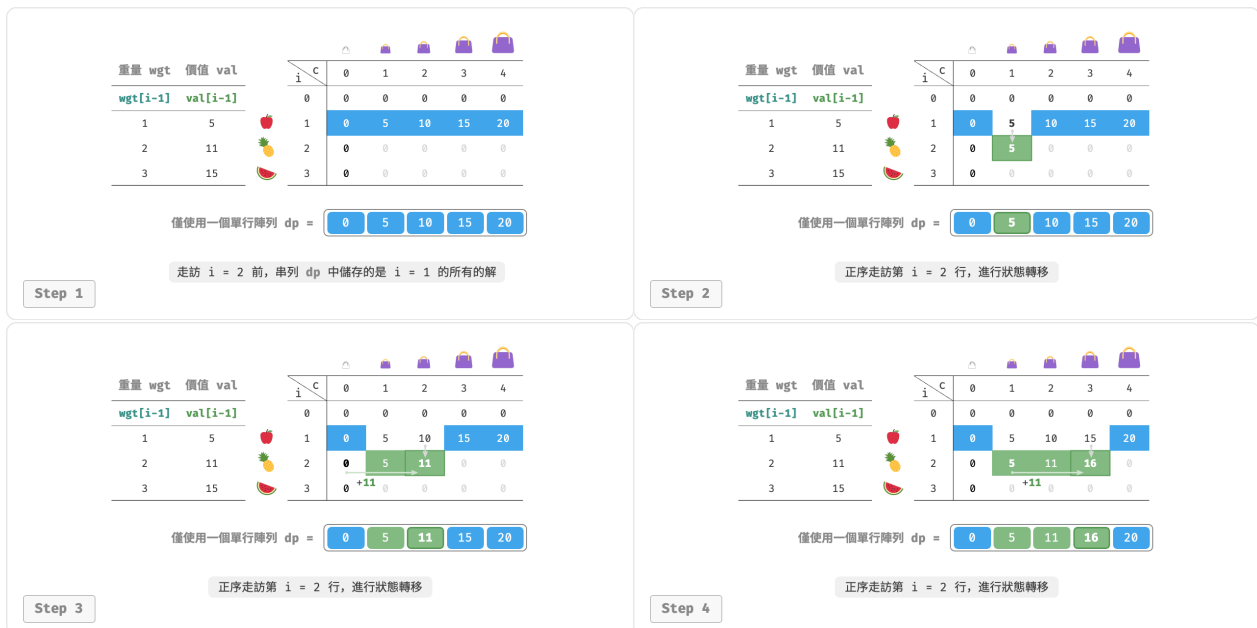 重量 wgt 價值 val
wgt[i-1] val[i-1]
1 5
2 11
3 15
i c 0 1 2 3 4
0 0 0 0 0 0
1 0 5 10 15 20
2 0 0 0 0 0
3 0 0 0 0 0
僅使用一個單行陣列 dp = 0 5 10 15 20
走訪 i = 2 前，串列 dp 中儲存的是 i = 1 的所有的解
Step 1
重量 wgt 價值 val
wgt[i-1] val[i-1]
1 5
2 11
3 15
i c 0 1 2 3 4
0 0 0 0 0 0
1 0 5 10 15 20
2 0 5 0 0 0
3 0 0 0 0 0
僅使用一個單行陣列 dp = 0 5 10 15 20
正序走訪第 i = 2 行，進行狀態轉移
Step 2
重量 wgt 價值 val
wgt[i-1] val[i-1]
1 5
2 11
3 15
i c 0 1 2 3 4
0 0 0 0 0 0
1 0 5 10 15 20
2 0 5 11 0 0
+11
3 0 0 0 0 0
僅使用一個單行陣列 dp = 0 5 11 15 20
正序走訪第 i = 2 行，進行狀態轉移
Step 3
重量 wgt 價值 val
wgt[i-1] val[i-1]
1 5
2 11
3 15
i c 0 1 2 3 4
0 0 0 0 0 0
1 0 5 10 15 20
2 0 5 11 16 0
+11
3 0 0 0 0 0
僅使用一個單行陣列 dp = 0 5 11 16 20
正序走訪第 i = 2 行，進行狀態轉移
Step 4